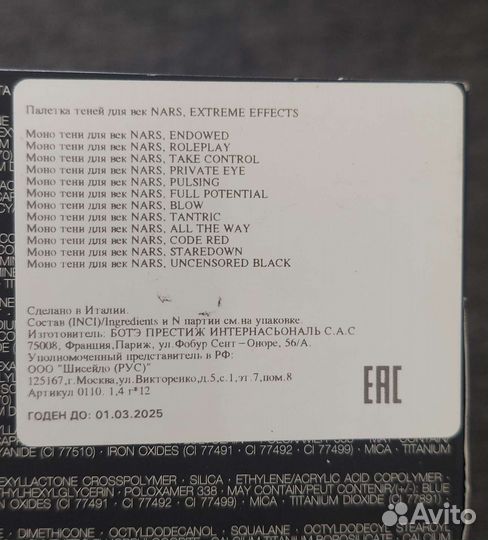 Палетка теней для век NARS, EXTREME EFFECTS
Моно тени для век NARS, ENDOWED
Моно тени для век NARS, ROLEPLAY
Моно тени для век NARS, TAKE CONTROL
Моно тени для век NARS, PRIVATE EYE
Моно тени для век NARS, PULSING
Моно тени для век NARS, FULL POTENTIAL
Моно тени для век NARS, BLOW
Моно тени для век NARS, TANTRIC
Моно тени для век NARS, ALL THE WAY
Моно тени для век NARS, CODE RED
Моно тени для век NARS, STAREDOWN
Моно тени для век NARS, UNCENSORED BLACK
Сделано в Италии.
Состав (INCI)/Ingredients и N партии см.на упаковке.
Изготовитель: БОТЭ ПРЕСТИЖ ИНТЕРНАСЬОНАЛЬ С.А.С
75008, Франция,Париж, ул.Фобур Сент-Оноре, 56/А.
Уполномоченный представитель в РФ:
ООО "Шисейдо (РУС)"
125167,г.Москва,ул.Викторенко,д.5,с.1,эт.7,пом.8
Артикул 0110. 1,4 г*12
EAC
ГОДЕН ДО: 01.03.2025
(CI 77510) · IRON OXIDES (CI 77491 · CI 77492 · CI 77499) · MICA · TITANIUM
HEXYLLACTONE CROSSPOLYMER · SILICA · ETHYLENE/ACRYLIC ACID COPOLYMER ·
ETHYLHEXYLGLYCERIN · POLOXAMER 338 · MAY CONTAIN/PEUT CONTENIR/(+/-): BLUE
(CI 77491 · CI 77492 · CI 77499) · MICA · TITANIUM DIOXIDE (CI 77891)
DIMETHICONE · OCTYLDODECANOL · SQUALANE · OCTYLDODECYL STEAROYL
Avito